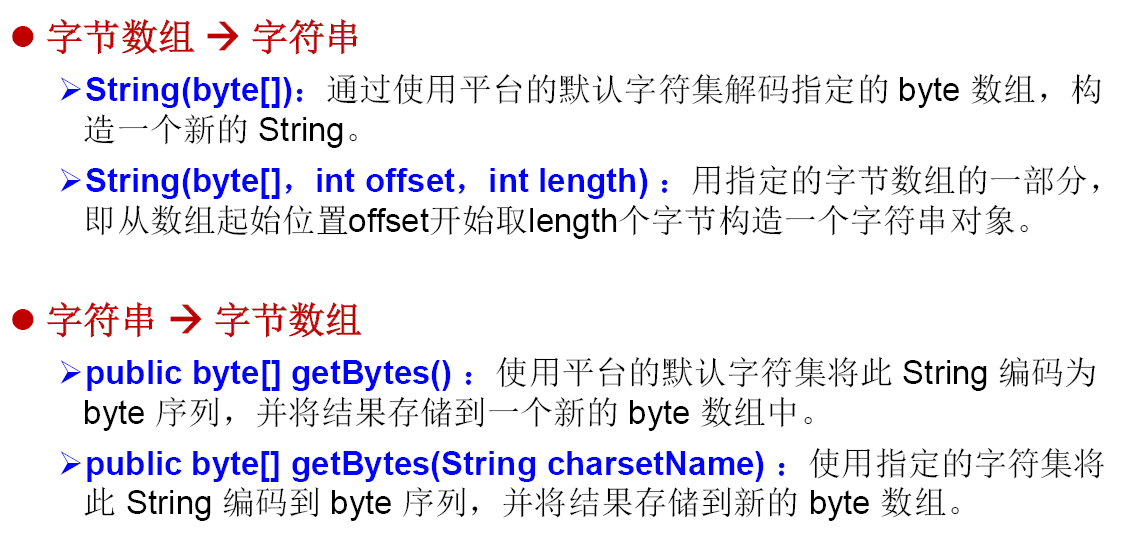 ● 字节数组 → 字符串
➢String(byte[])：通过使用平台的默认字符集解码指定的 byte 数组，构
造一个新的 String。
➢String(byte[]，int offset，int length) ：用指定的字节数组的一部分，
即从数组起始位置offset开始取length个字节构造一个字符串对象。
● 字符串 → 字节数组
➢public byte[] getBytes() ：使用平台的默认字符集将此 String 编码为
byte 序列，并将结果存储到一个新的 byte 数组中。
➢public byte[] getBytes(String charsetName) ：使用指定的字符集将
此 String 编码到 byte 序列，并将结果存储到新的 byte 数组。